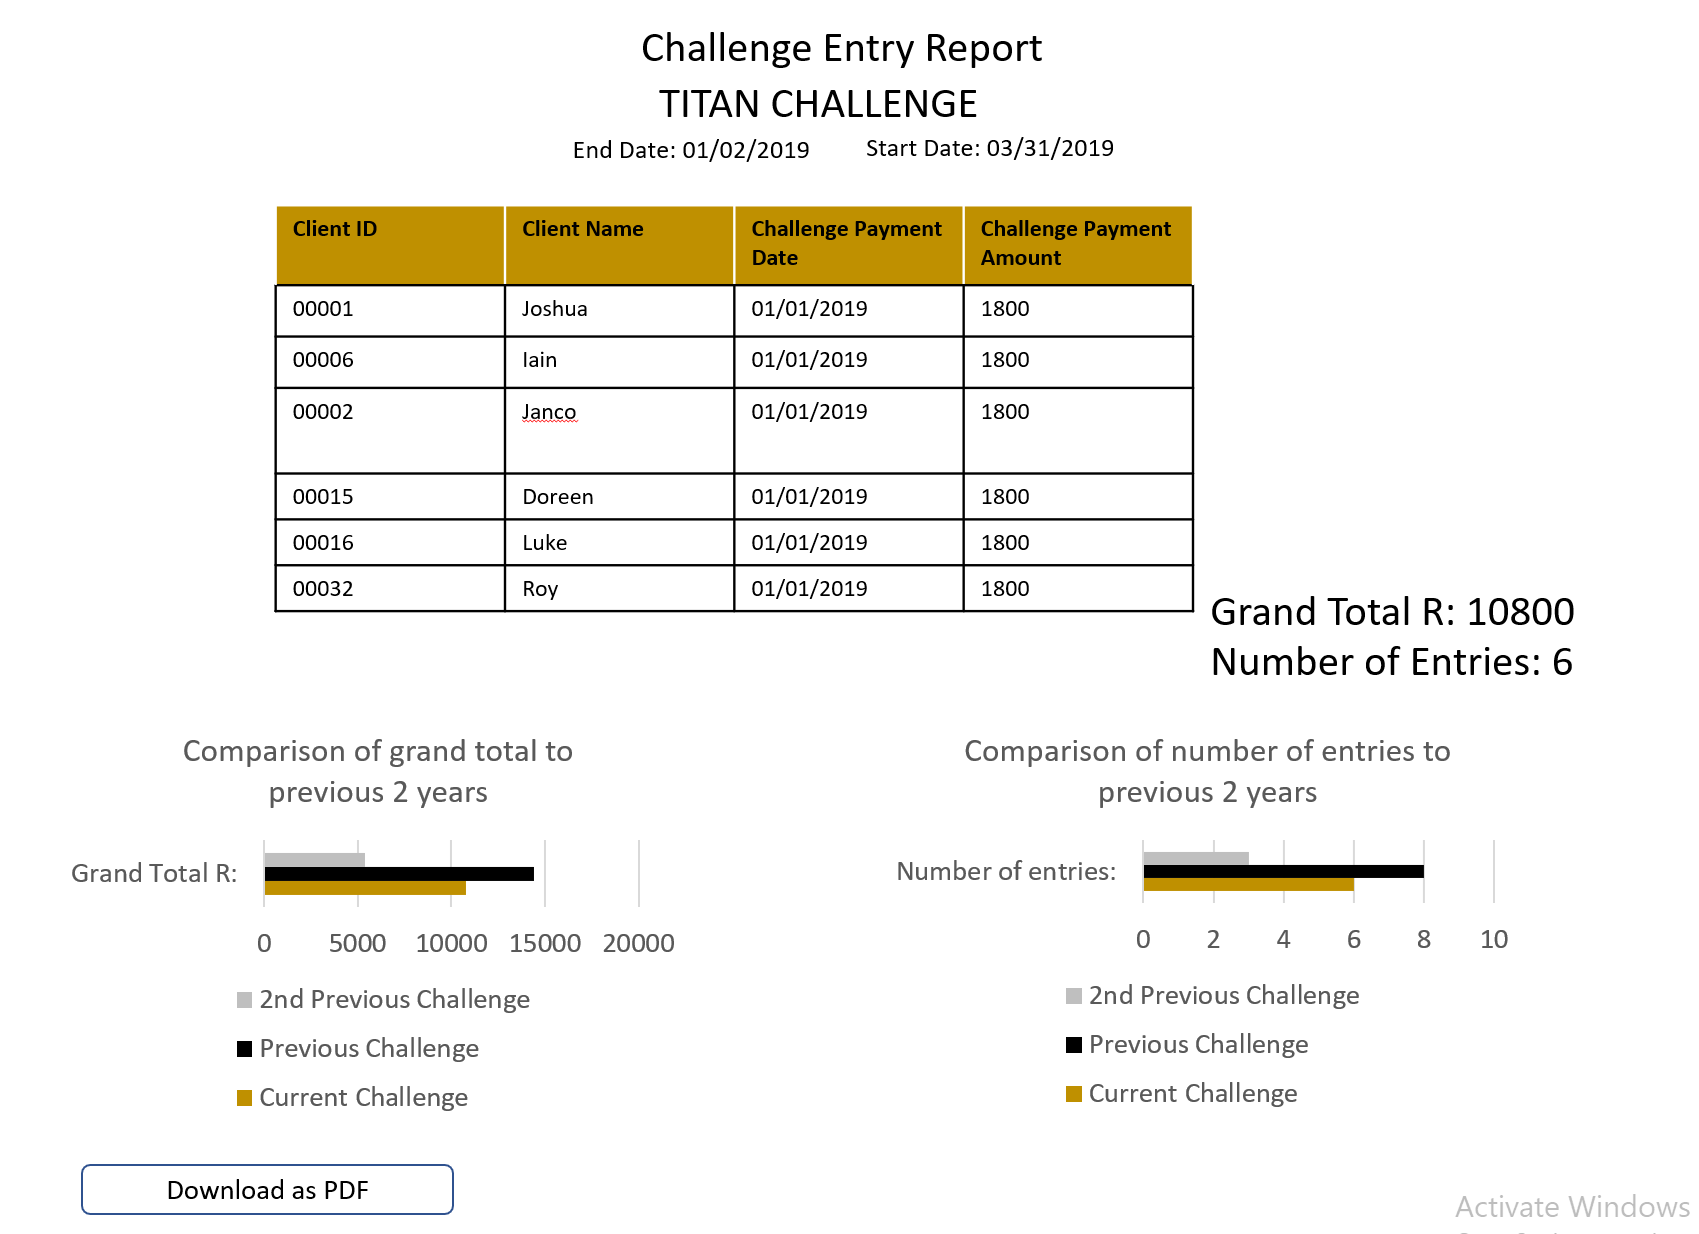 Challenge Entry Report
TITAN CHALLENGE
End Date: 01/02/2019 Start Date: 03/31/2019
Client ID Client Name Challenge Payment Date Challenge Payment Amount
00001 Joshua 01/01/2019 1800
00006 Iain 01/01/2019 1800
00002 Janco 01/01/2019 1800
00015 Doreen 01/01/2019 1800
00016 Luke 01/01/2019 1800
00032 Roy 01/01/2019 1800
Grand Total R: 10800
Number of Entries: 6
Comparison of grand total to
previous 2 years
Grand Total R:
0 5000 10000 15000 20000
2nd Previous Challenge
Previous Challenge
Current Challenge
Comparison of number of entries to
previous 2 years
Number of entries:
0 2 4 6 8 10
2nd Previous Challenge
Previous Challenge
Current Challenge
Download as PDF
Activate Windows